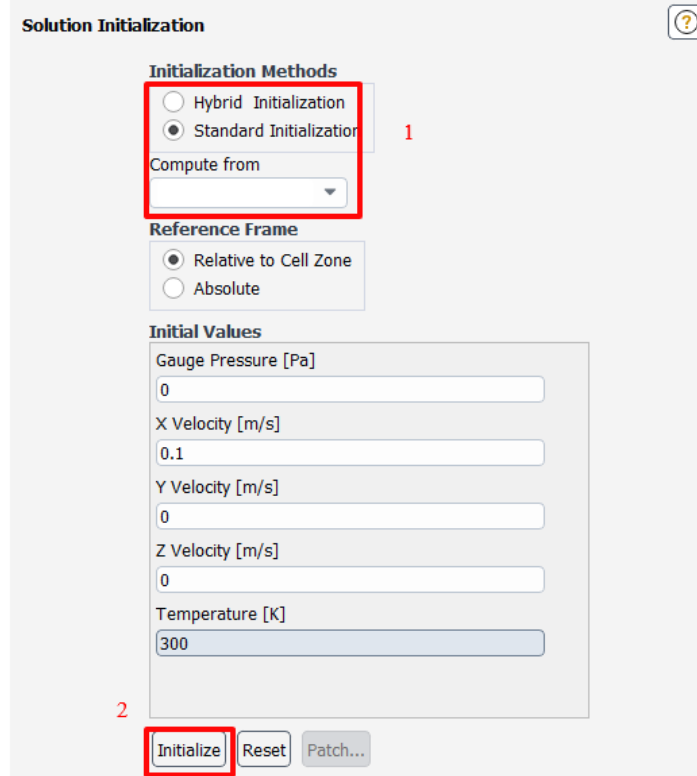 Solution Initialization
?
Initialization Methods
Hybrid Initialization
Standard Initialization
1
Compute from
Reference Frame
Relative to Cell Zone
Absolute
Initial Values
Gauge Pressure [Pa]
0
X Velocity [m/s]
0.1
Y Velocity [m/s]
0
Z Velocity [m/s]
0
Temperature [K]
300
2
Initialize Reset Patch...